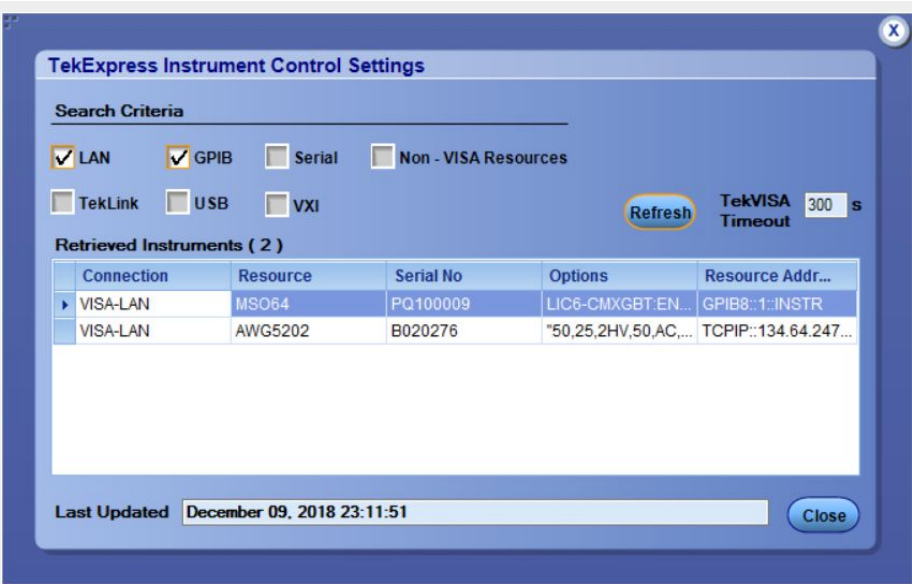 X
TekExpress Instrument Control Settings
Search Criteria
LAN GPIB Serial Non - VISA Resources
TekLink USB VXI Refresh TekVISA Timeout 300 s
Retrieved Instruments ( 2 )
Connection Resource Serial No Options Resource Addr...
VISA-LAN MSO64 PQ100009 LIC6-CMXGBT:EN... GPIB8::1::INSTR
VISA-LAN AWG5202 B020276 "50,25,2HV,50,AC,... TCPIP::134.64.247...
Last Updated December 09, 2018 23:11:51 Close